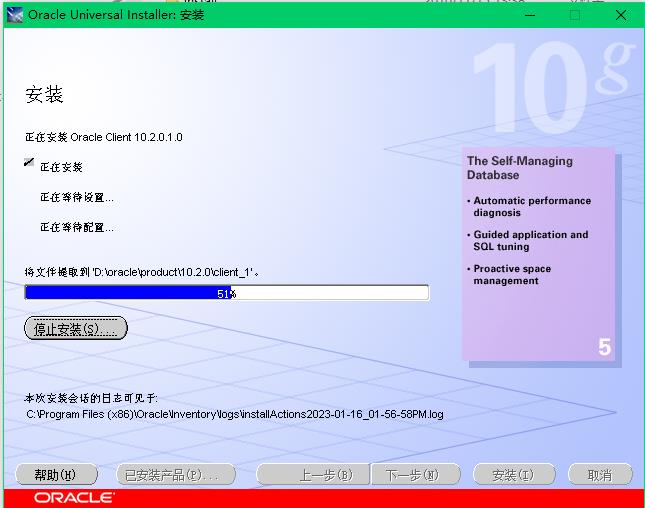 Oracle Universal Installer: 安装
10g
安装
正在安装 Oracle Client 10.2.0.1.0
正在安装
正在等待设置...
正在等待配置...
将文件提取到 'D:\oracle\product\10.2.0\client_1'。
51%
停止安装(S)...
The Self-Managing
Database
• Automatic performance
diagnosis
• Guided application and
SQL tuning
• Proactive space
management
5
本次安装会话的日志可见于:
C:\Program Files (x86)\Oracle\Inventory\logs\installActions2023-01-16_01-56-58PM.log
帮助(H)
已安装产品(P)...
上一步(B)
下一步(N)
安装(I)
取消
ORACLE